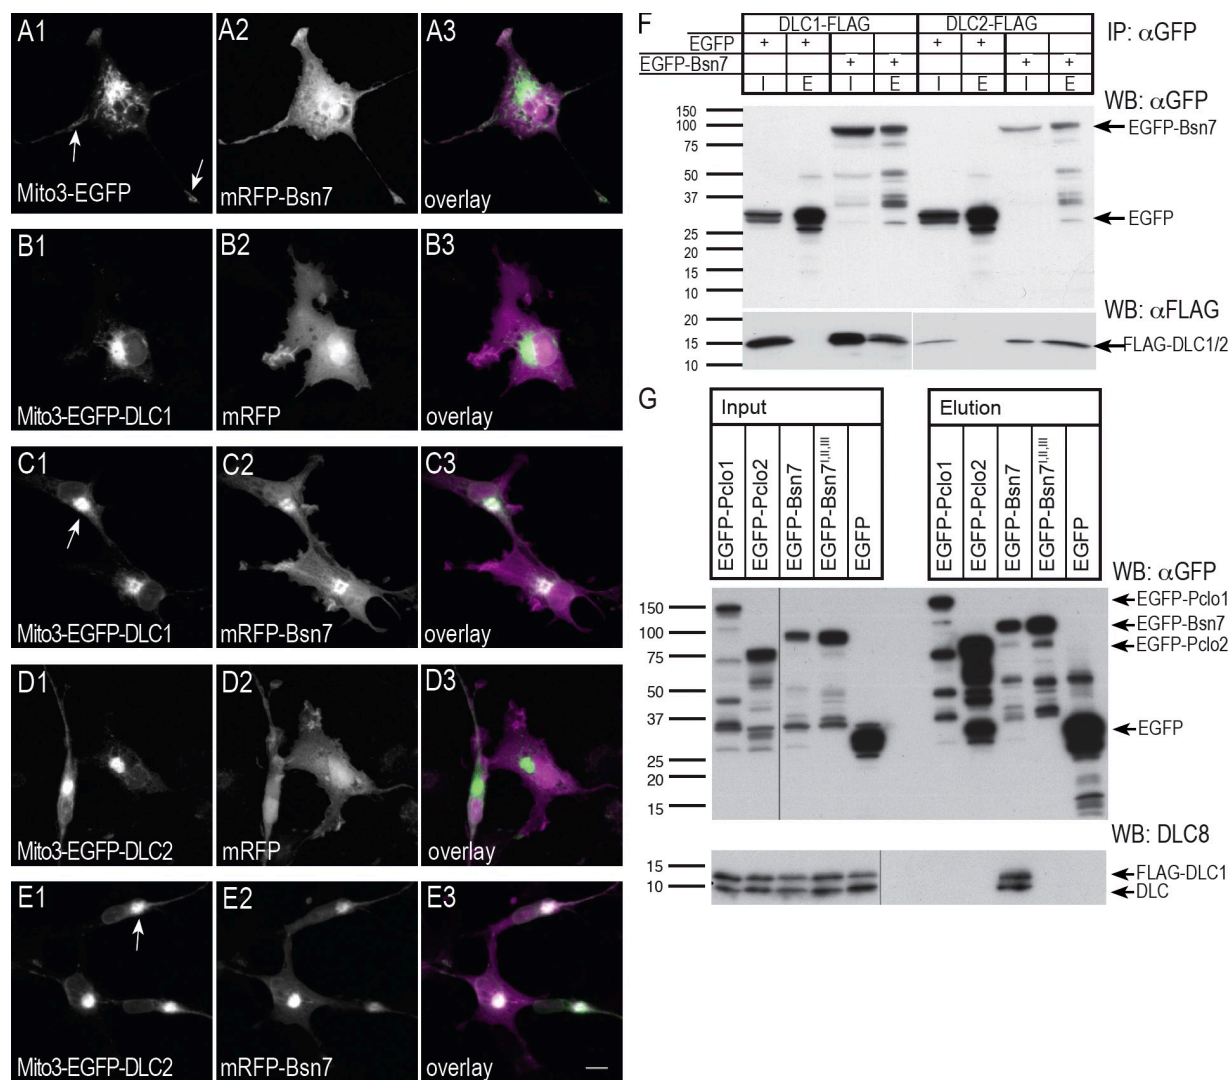 A1
A2
A3
Mito3-EGFP
mRFP-Bsn7
overlay
B1
B2
B3
Mito3-EGFP-DLC1
mRFP
overlay
C1
C2
C3
Mito3-EGFP-DLC1
mRFP-Bsn7
overlay
D1
D2
D3
Mito3-EGFP-DLC2
mRFP
overlay
E1
E2
E3
Mito3-EGFP-DLC2
mRFP-Bsn7
overlay
F
DLC1-FLAG DLC2-FLAG
IP: αGFP
EGFP + + + +
EGFP-Bsn7 + + + +
I E I E I E I E
WB: αGFP
150
100
75
50
37
25
20
15
10
EGFP-Bsn7
EGFP
WB: αFLAG
20
15
10
FLAG-DLC1/2
G
Input
Elution
EGFP-Pclo1
EGFP-Pclo2
EGFP-Bsn7
EGFP-Bsn7I,II,III
EGFP
EGFP-Pclo1
EGFP-Pclo2
EGFP-Bsn7
EGFP-Bsn7I,II,III
EGFP
WB: αGFP
150
100
75
50
37
25
20
15
EGFP-Pclo1
EGFP-Bsn7
EGFP-Pclo2
EGFP
WB: DLC8
15
10
FLAG-DLC1
DLC